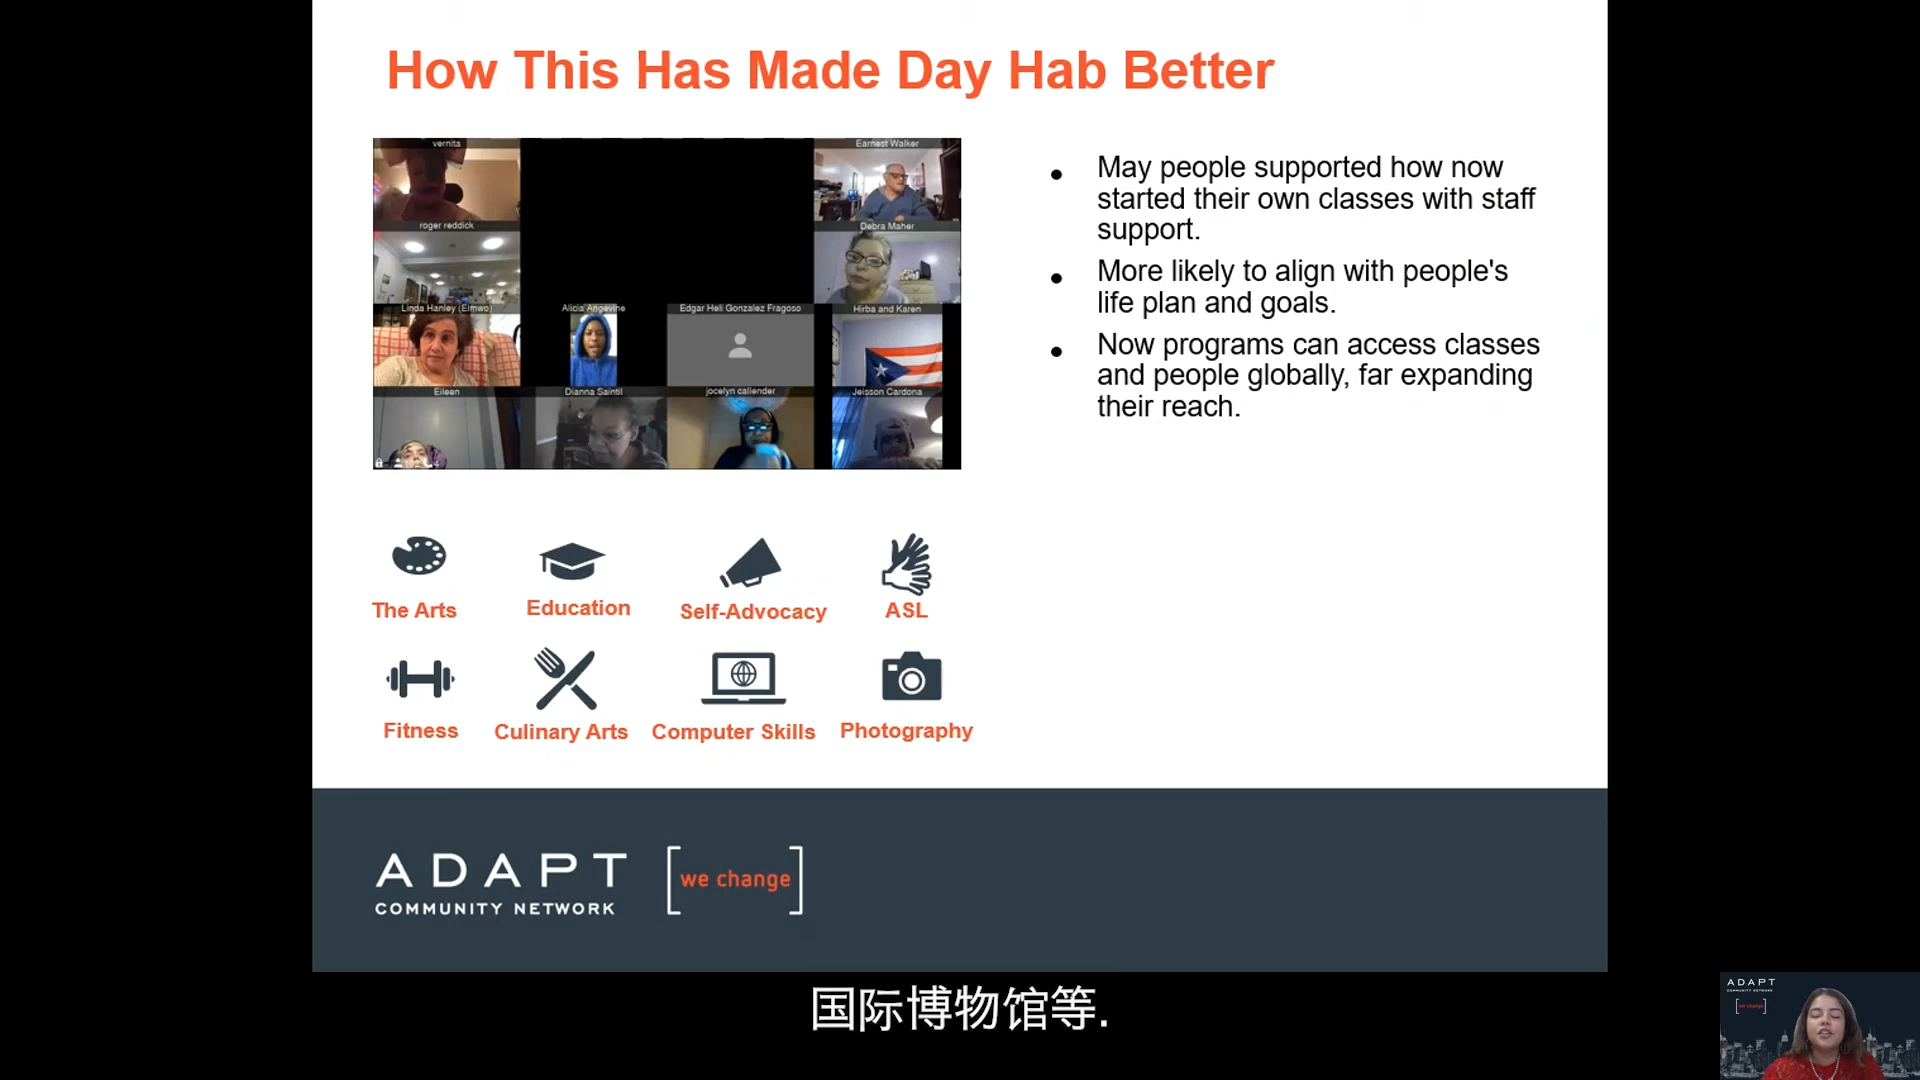 How This Has Made Day Hab Better
vernita
Earnest Walker
roger reddick
Debra Maher
Linda Hanley (Elmwo)
Alicia Angevine
Edgar Heli Gonzalez Fragoso
Hirba and Karen
Eileen
Dianna Saintil
jocelyn callender
Jeisson Cardona
May people supported how now
started their own classes with staff
support.
More likely to align with people's
life plan and goals.
Now programs can access classes
and people globally, far expanding
their reach.
The Arts
Education
Self-Advocacy
ASL
Fitness
Culinary Arts
Computer Skills
Photography
ADAPT
COMMUNITY NETWORK
we change
国际博物馆等.
ADAPT
COMMUNITY NETWORK
we change